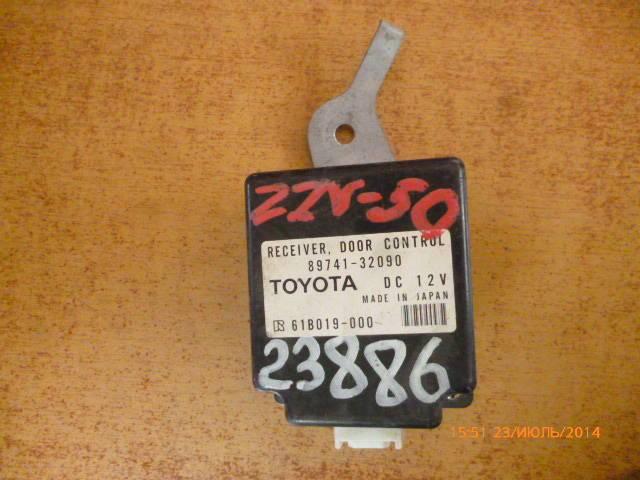 ZZV-50
RECEIVER, DOOR CONTROL
89741-32090
TOYOTA DC 12V
MADE IN JAPAN
61B019-000
23886
15:51 23/ИЮЛЬ/2014